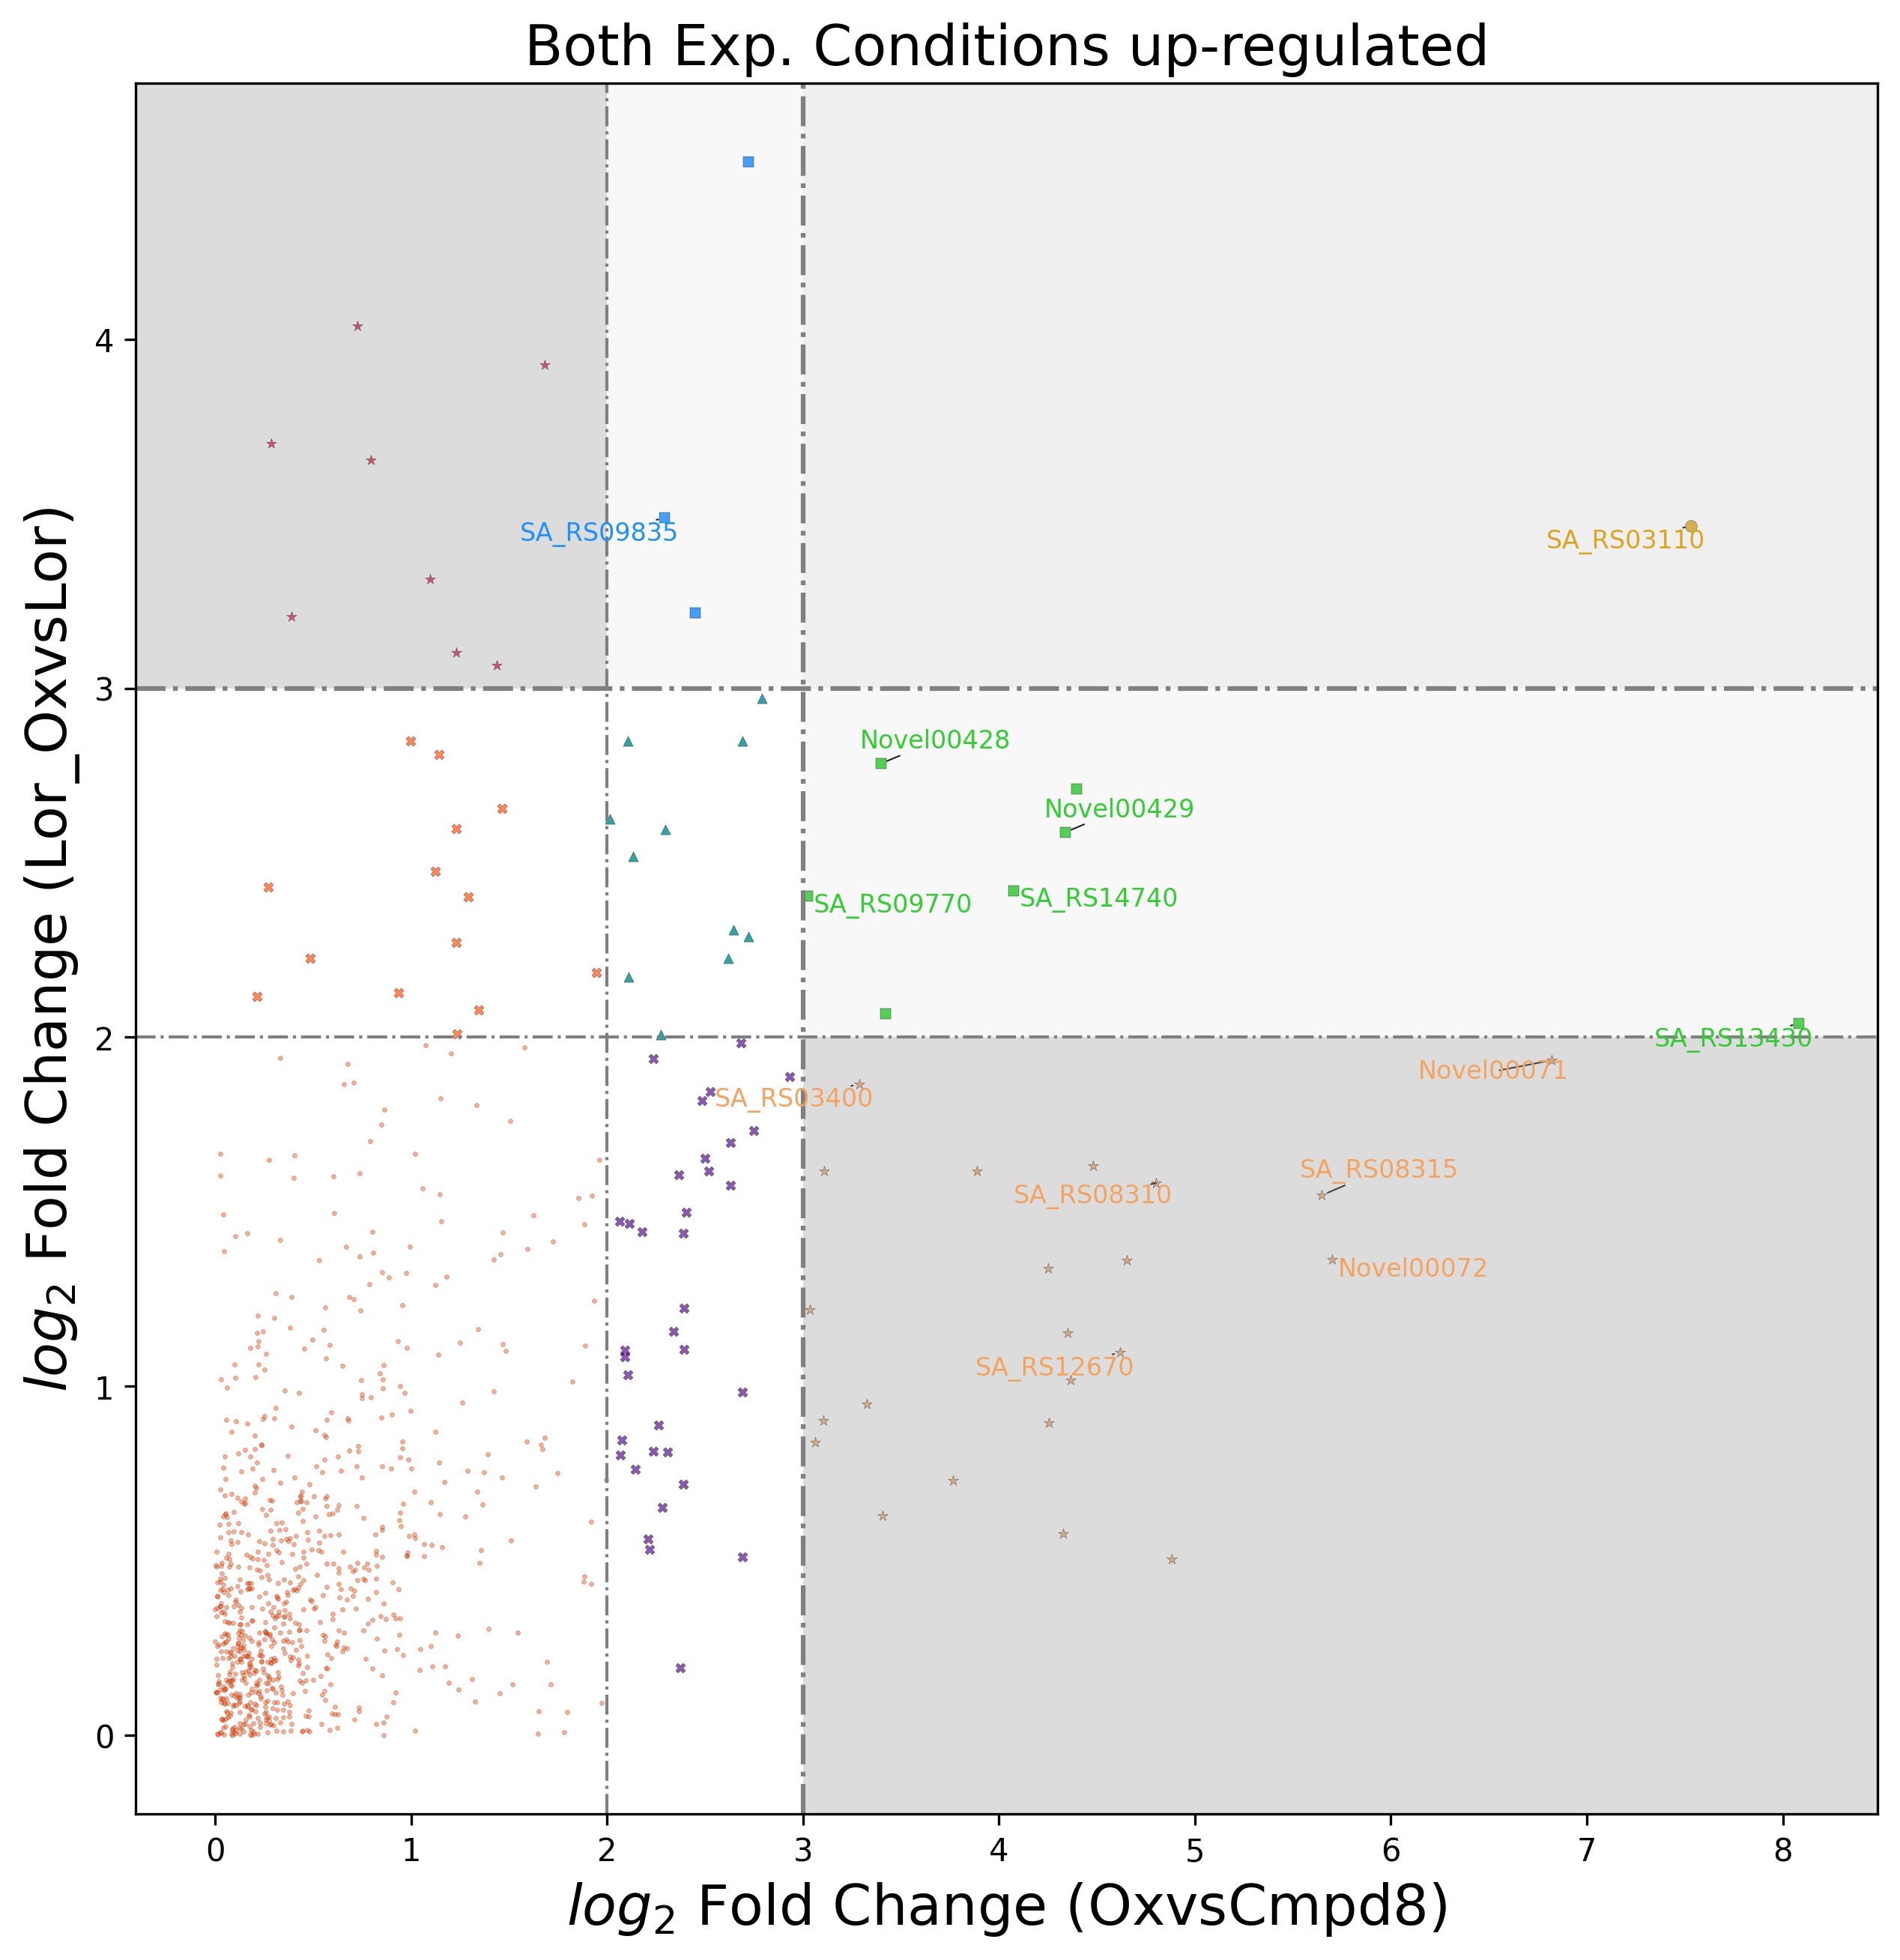 Both Exp. Conditions up-regulated
log2 Fold Change (Lor_OxvsLor)
4
3
2
1
0
SA_RS09835
SA_RS03110
Novel00428
Novel00429
SA_RS09770
SA_RS14740
SA_RS13430
Novel00071
SA_RS03400
SA_RS08315
SA_RS08310
Novel00072
SA_RS12670
0 1 2 3 4 5 6 7 8
log2 Fold Change (OxvsCmpd8)